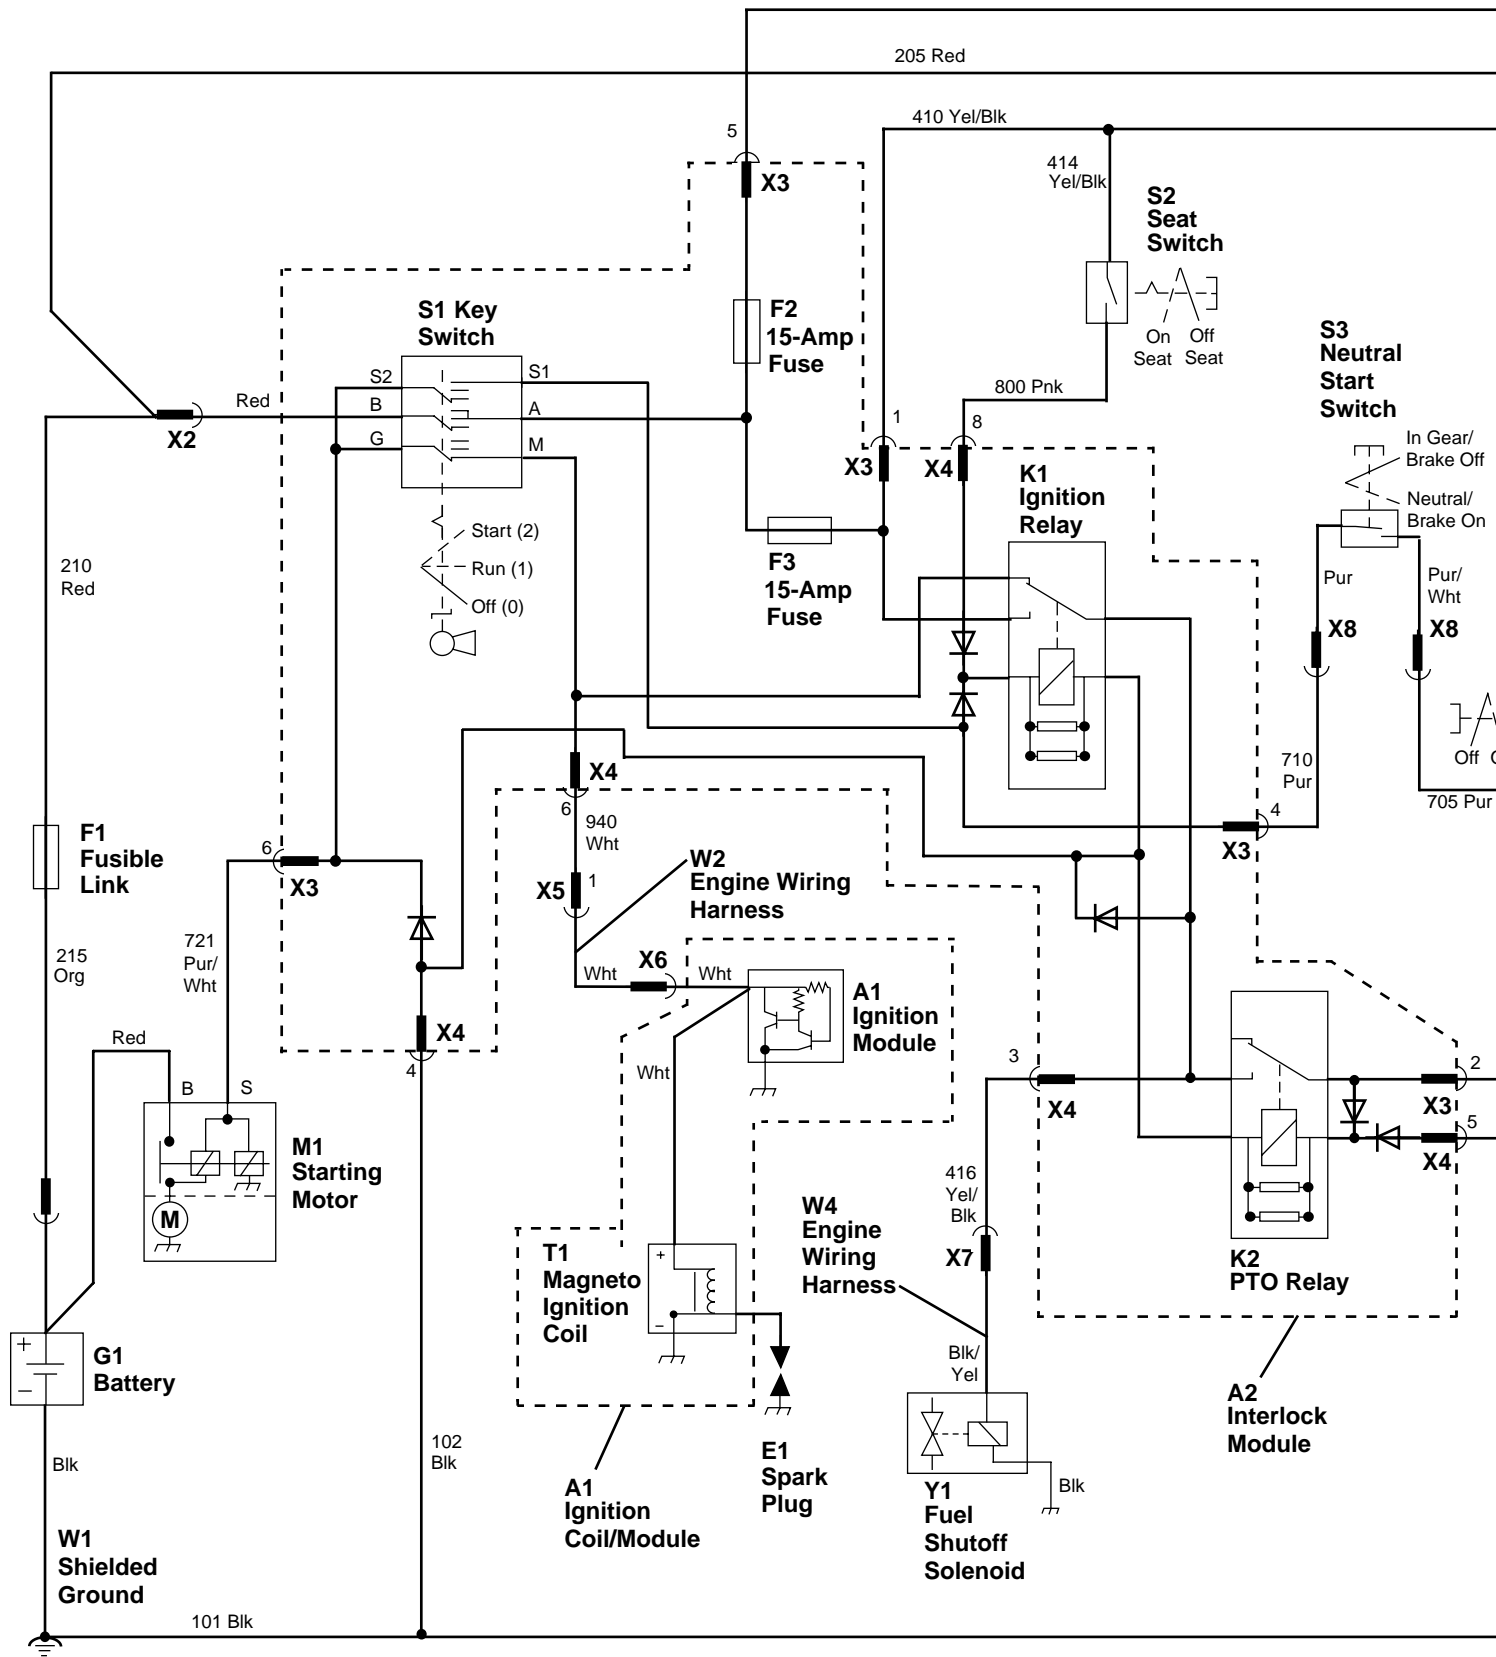 205 Red
410 Yel/Blk
5
X3
414
Yel/Blk
S2
Seat
Switch
On
Seat
Off
Seat
S1 Key
Switch
S2
B
G
S1
A
M
F2
15-Amp
Fuse
Red
X2
800 Pnk
1
8
X3
X4
S3
Neutral
Start
Switch
In Gear/
Brake Off
Neutral/
Brake On
K1
Ignition
Relay
Start (2)
Run (1)
Off (0)
F3
15-Amp
Fuse
210
Red
Pur
Pur/
Wht
X8
X8
Off
710
Pur
705 Pur
X4
6
940
Wht
4
X3
F1
Fusible
Link
6
X3
W2
Engine Wiring
Harness
X5
1
215
Org
721
Pur/
Wht
Wht
X6
Wht
A1
Ignition
Module
Red
X4
4
Wht
3
X4
2
X3
5
X4
B
S
M1
Starting
Motor
M
416
Yel/
Blk
X7
W4
Engine
Wiring
Harness
K2
PTO Relay
T1
Magneto
Ignition
Coil
+
−
+
−
G1
Battery
Blk/
Yel
A2
Interlock
Module
Blk
102
Blk
E1
Spark
Plug
A1
Ignition
Coil/Module
Y1
Fuel
Shutoff
Solenoid
Blk
W1
Shielded
Ground
101 Blk